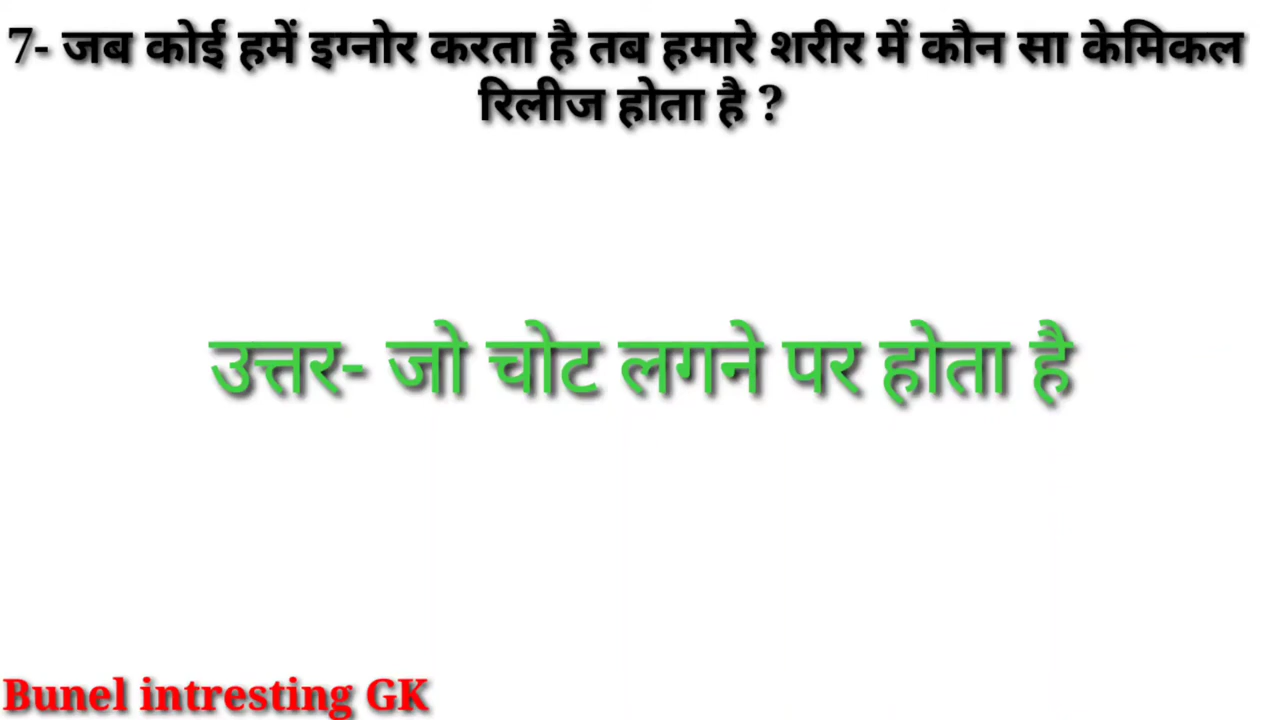 7- जब कोई हमें इग्नोर करता है तब हमारे शरीर में कौन सा केमिकल
रिलीज होता है ?
उत्तर- जो चोट लगने पर होता है
Bunel intresting GK